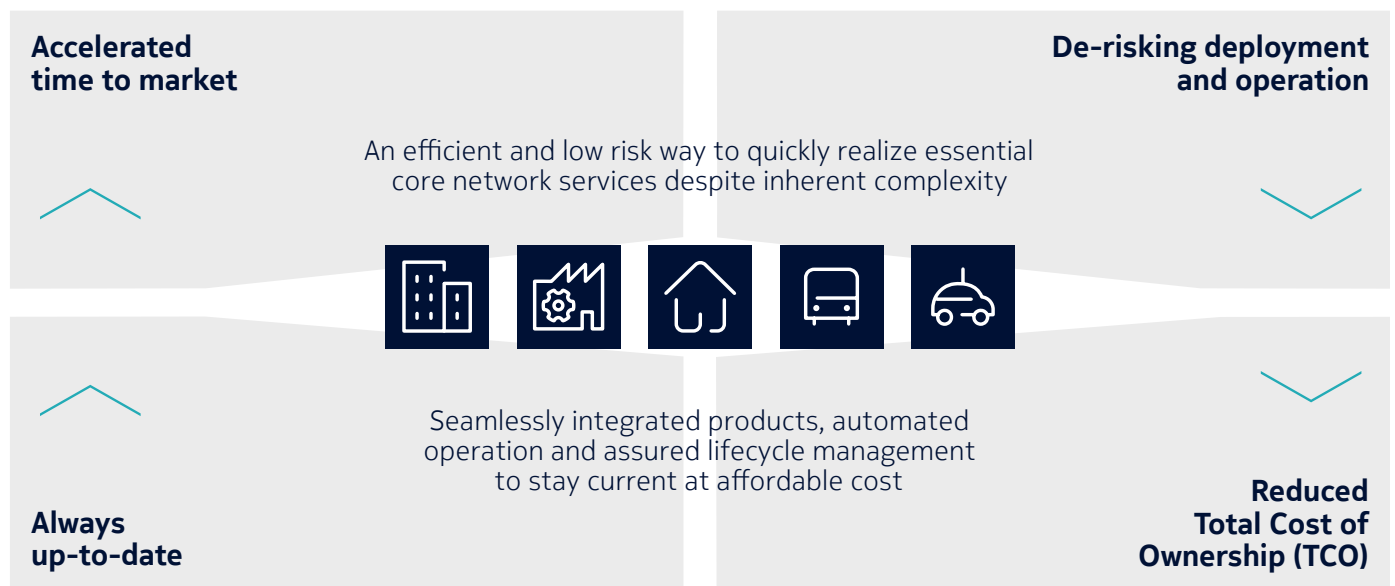 Accelerated
time to market
De-risking deployment
and operation
An efficient and low risk way to quickly realize essential
core network services despite inherent complexity
Seamlessly integrated products, automated
operation and assured lifecycle management
to stay current at affordable cost
Always
up-to-date
Reduced
Total Cost of
Ownership (TCO)